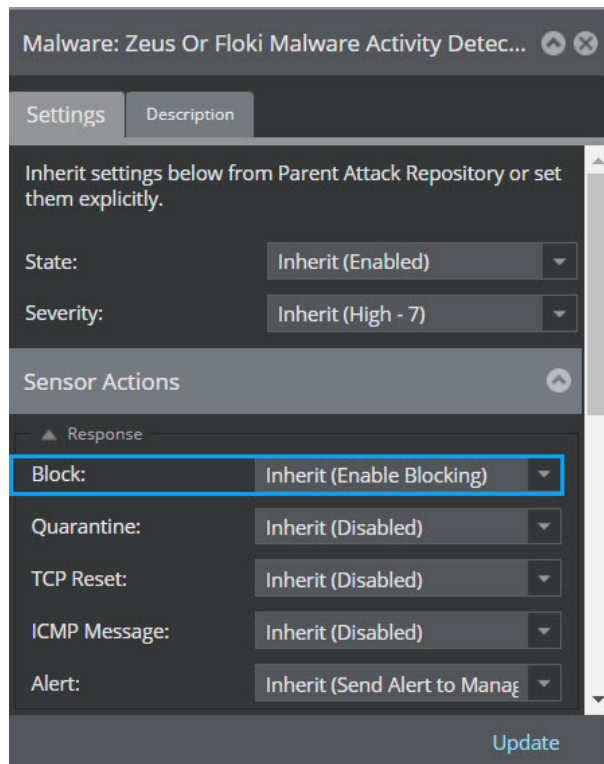 Malware: Zeus Or Floki Malware Activity Detec...
Settings
Description
Inherit settings below from Parent Attack Repository or set
them explicitly.
State:
Inherit (Enabled)
Severity:
Inherit (High - 7)
Sensor Actions
Response
Block:
Inherit (Enable Blocking)
Quarantine:
Inherit (Disabled)
TCP Reset:
Inherit (Disabled)
ICMP Message:
Inherit (Disabled)
Alert:
Inherit (Send Alert to Manag
Update